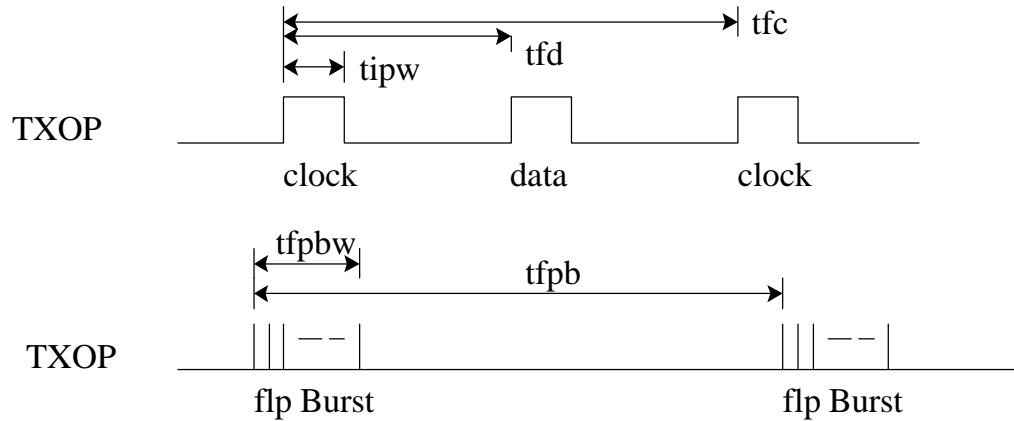 tfc
tfd
tipw
TXOP
clock data clock
tfpbw
tfpb
TXOP
flp Burst flp Burst